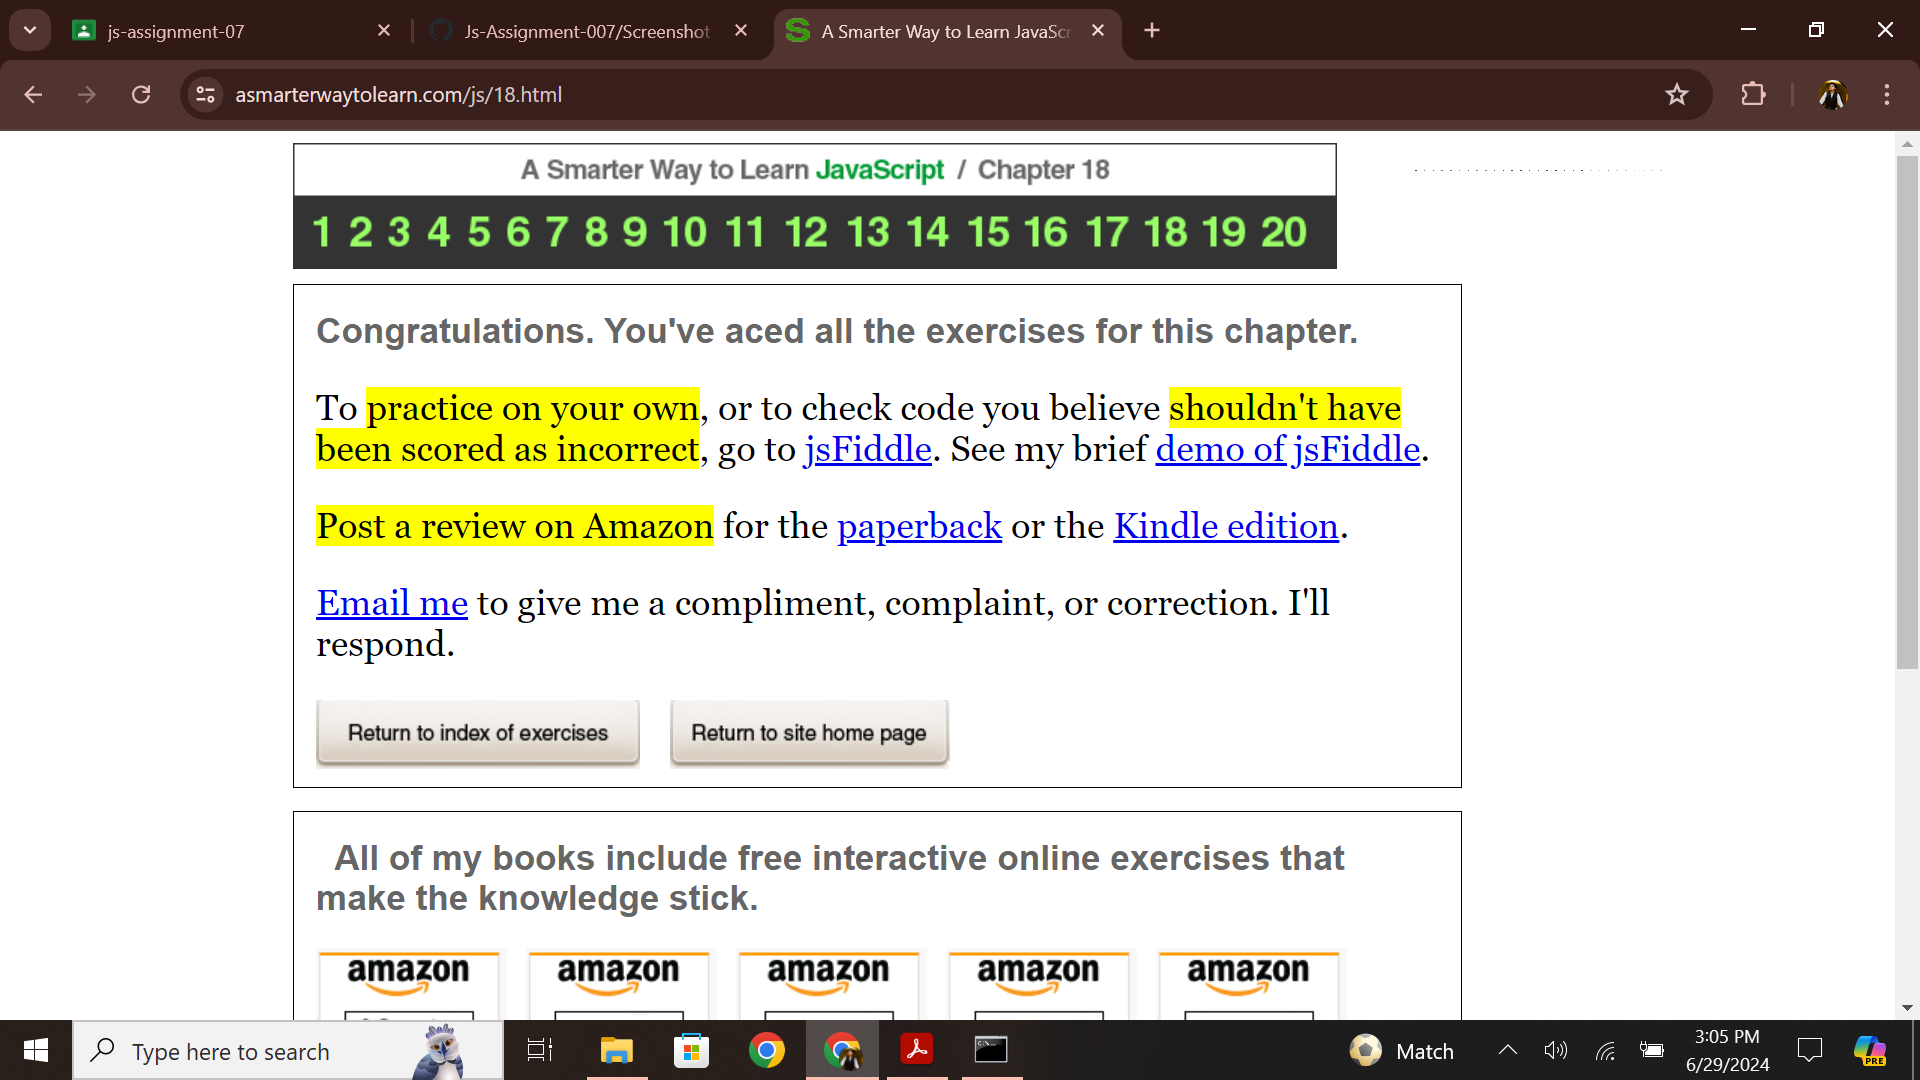 js-assignment-07
Js-Assignment-007/Screenshot
A Smarter Way to Learn JavaScr
asmarterwaytolearn.com/js/18.html
A Smarter Way to Learn JavaScript / Chapter 18
1 2 3 4 5 6 7 8 9 10 11 12 13 14 15 16 17 18 19 20
Congratulations. You've aced all the exercises for this chapter.
To practice on your own, or to check code you believe shouldn't have
been scored as incorrect, go to jsFiddle. See my brief demo of jsFiddle.
Post a review on Amazon for the paperback or the Kindle edition.
Email me to give me a compliment, complaint, or correction. I'll
respond.
Return to index of exercises
Return to site home page
All of my books include free interactive online exercises that
make the knowledge stick.
amazon amazon amazon amazon amazon
Type here to search
Match
3:05 PM
6/29/2024
PRE